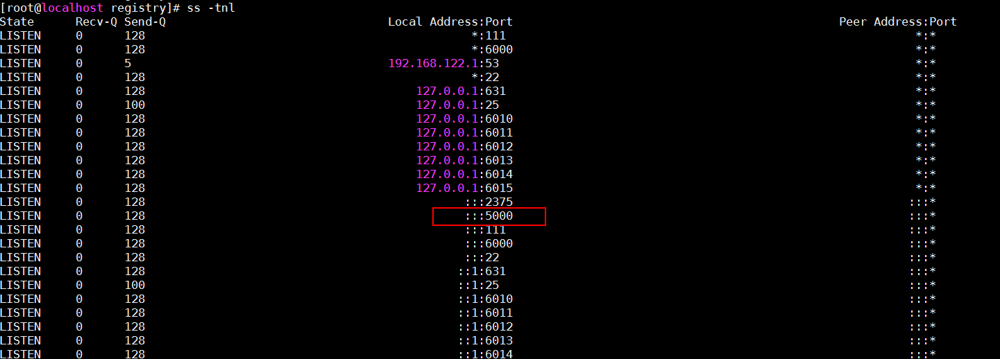 [root@localhost registry]# ss -tnl
State Recv-Q Send-Q Local Address:Port Peer Address:Port
LISTEN 0 128 *:111 *:*
LISTEN 0 128 *:6000 *:*
LISTEN 0 5 192.168.122.1:53 *:*
LISTEN 0 128 *:22 *:*
LISTEN 0 128 127.0.0.1:631 *:*
LISTEN 0 100 127.0.0.1:25 *:*
LISTEN 0 128 127.0.0.1:6010 *:*
LISTEN 0 128 127.0.0.1:6011 *:*
LISTEN 0 128 127.0.0.1:6012 *:*
LISTEN 0 128 127.0.0.1:6013 *:*
LISTEN 0 128 127.0.0.1:6014 *:*
LISTEN 0 128 127.0.0.1:6015 *:*
LISTEN 0 128 :::2375 :::*
LISTEN 0 128 :::5000 :::*
LISTEN 0 128 :::111 :::*
LISTEN 0 128 :::6000 :::*
LISTEN 0 128 :::22 :::*
LISTEN 0 128 ::1:631 :::*
LISTEN 0 100 ::1:25 :::*
LISTEN 0 128 ::1:6010 :::*
LISTEN 0 128 ::1:6011 :::*
LISTEN 0 128 ::1:6012 :::*
LISTEN 0 128 ::1:6013 :::*
LISTEN 0 128 ::1:6014 :::*